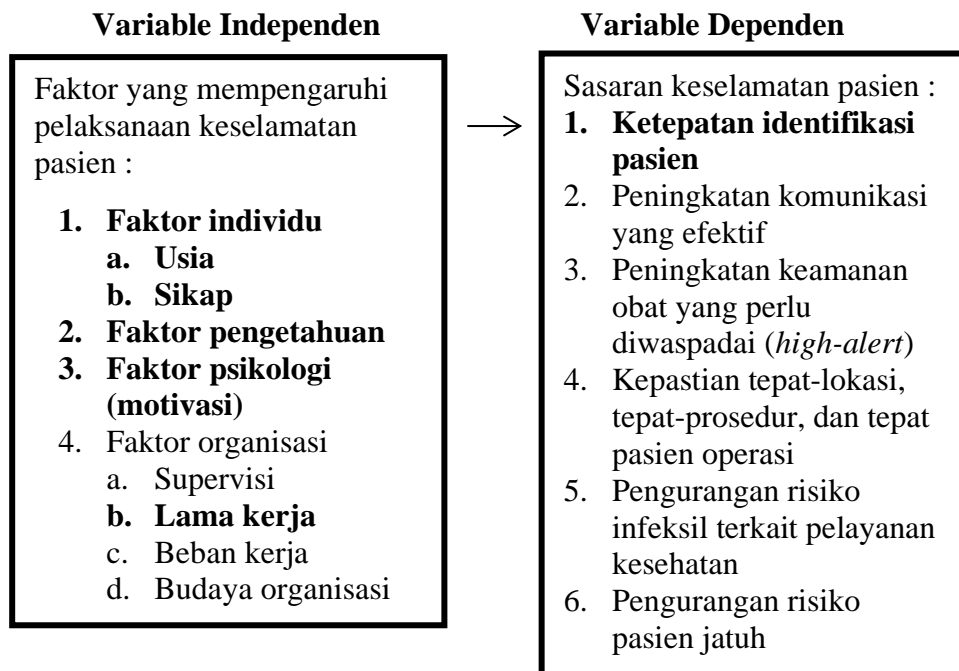 Variable Independen
Faktor yang mempengaruhi
pelaksanaan keselamatan
pasien :
1. Faktor individu
a. Usia
b. Sikap
2. Faktor pengetahuan
3. Faktor psikologi
(motivasi)
4. Faktor organisasi
a. Supervisi
b. Lama kerja
c. Beban kerja
d. Budaya organisasi
Variable Dependen
Sasaran keselamatan pasien :
1. Ketepatan identifikasi
pasien
2. Peningkatan komunikasi
yang efektif
3. Peningkatan keamanan
obat yang perlu
diwaspadai (high-alert)
4. Kepastian tepat-lokasi,
tepat-prosedur, dan tepat
pasien operasi
5. Pengurangan risiko
infeksil terkait pelayanan
kesehatan
6. Pengurangan risiko
pasien jatuh